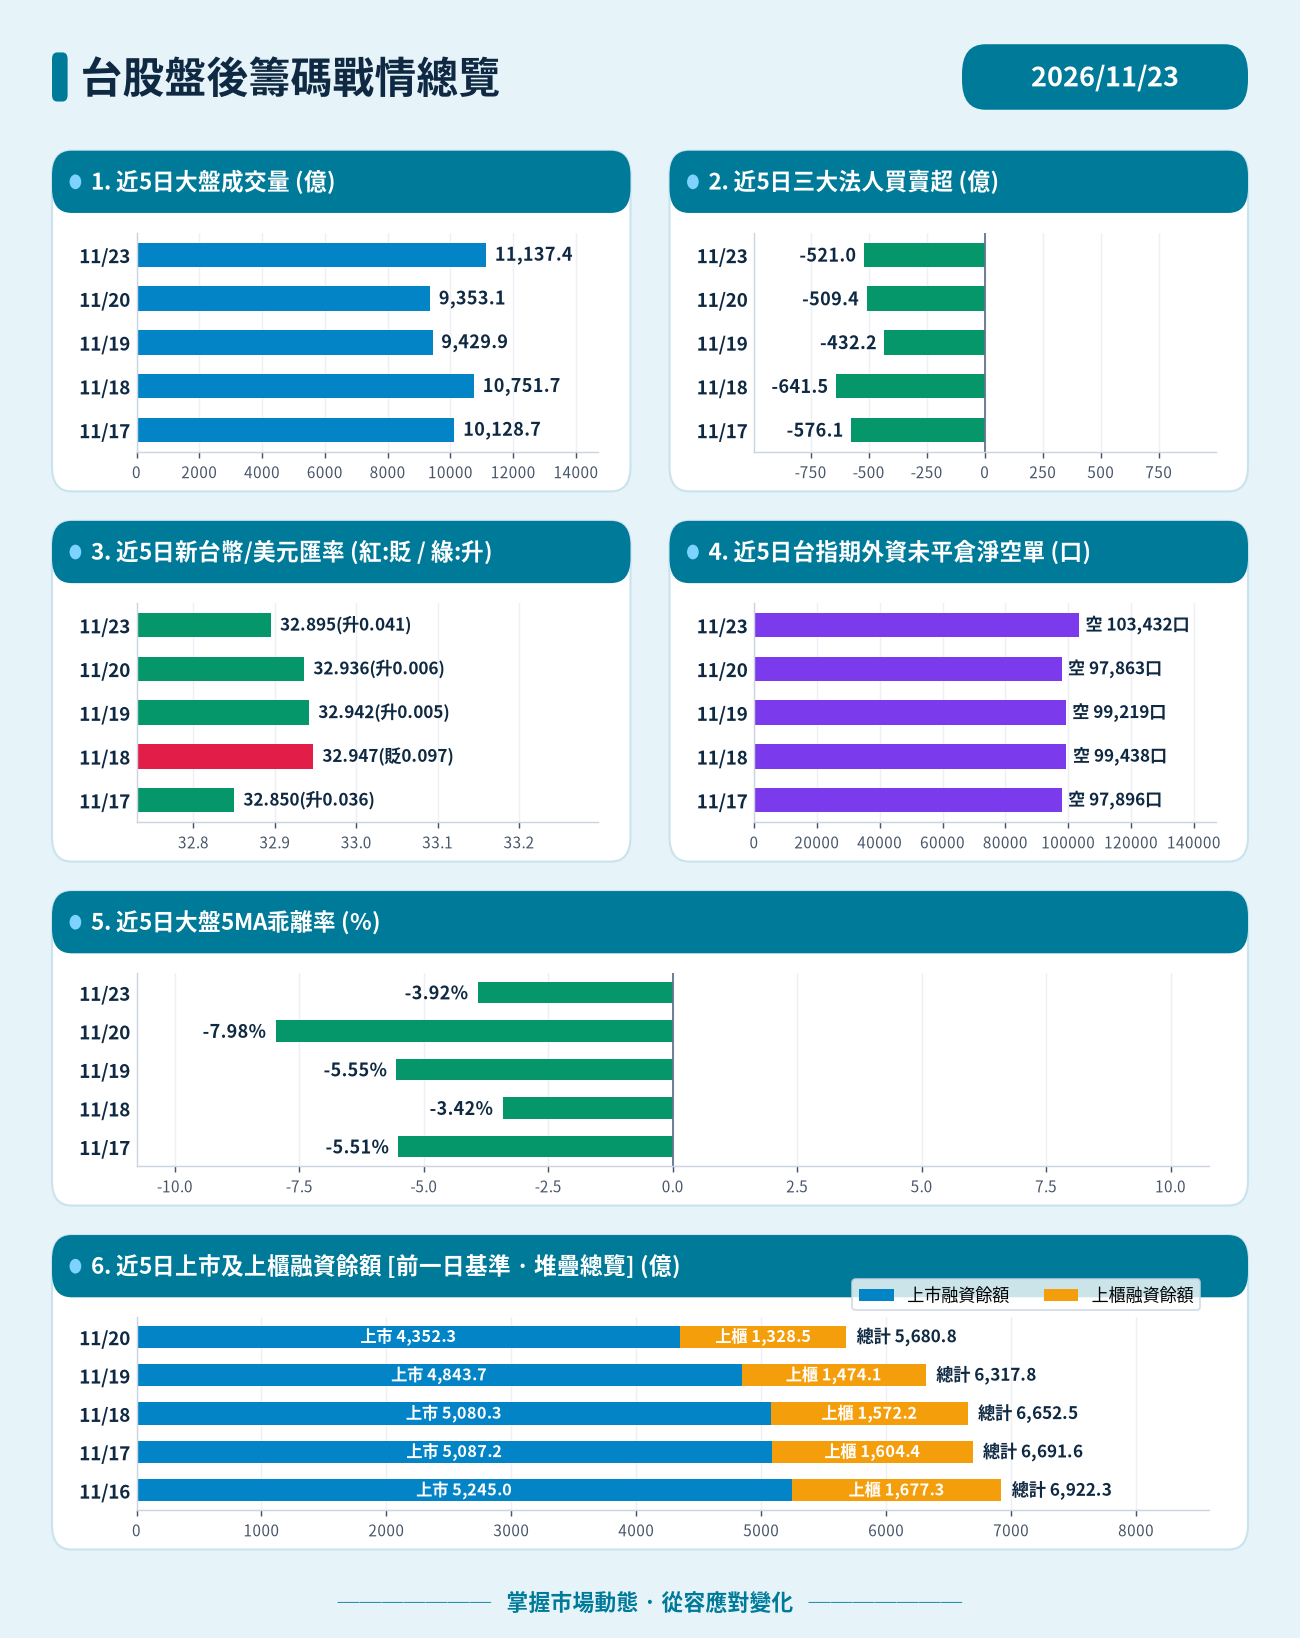 台股盤後籌碼戰情總覽
2026/11/23
1. 近5日大盤成交量 (億)
11/23 11,137.4
11/20 9,353.1
11/19 9,429.9
11/18 10,751.7
11/17 10,128.7
0 2000 4000 6000 8000 10000 12000 14000
2. 近5日三大法人買賣超 (億)
11/23 -521.0
11/20 -509.4
11/19 -432.2
11/18 -641.5
11/17 -576.1
-750 -500 -250 0 250 500 750
3. 近5日新台幣/美元匯率 (紅:貶 / 綠:升)
11/23 32.895(升0.041)
11/20 32.936(升0.006)
11/19 32.942(升0.005)
11/18 32.947(貶0.097)
11/17 32.850(升0.036)
32.8 32.9 33.0 33.1 33.2
4. 近5日台指期外資未平倉淨空單 (口)
11/23 空 103,432口
11/20 空 97,863口
11/19 空 99,219口
11/18 空 99,438口
11/17 空 97,896口
0 20000 40000 60000 80000 100000 120000 140000
5. 近5日大盤5MA乖離率 (%)
11/23 -3.92%
11/20 -7.98%
11/19 -5.55%
11/18 -3.42%
11/17 -5.51%
-10.0 -7.5 -5.0 -2.5 0.0 2.5 5.0 7.5 10.0
6. 近5日上市及上櫃融資餘額 [前一日基準 · 堆疊總覽] (億)
上市融資餘額 上櫃融資餘額
11/20 上市 4,352.3 上櫃 1,328.5 總計 5,680.8
11/19 上市 4,843.7 上櫃 1,474.1 總計 6,317.8
11/18 上市 5,080.3 上櫃 1,572.2 總計 6,652.5
11/17 上市 5,087.2 上櫃 1,604.4 總計 6,691.6
11/16 上市 5,245.0 上櫃 1,677.3 總計 6,922.3
0 1000 2000 3000 4000 5000 6000 7000 8000
掌握市場動態 · 從容應對變化